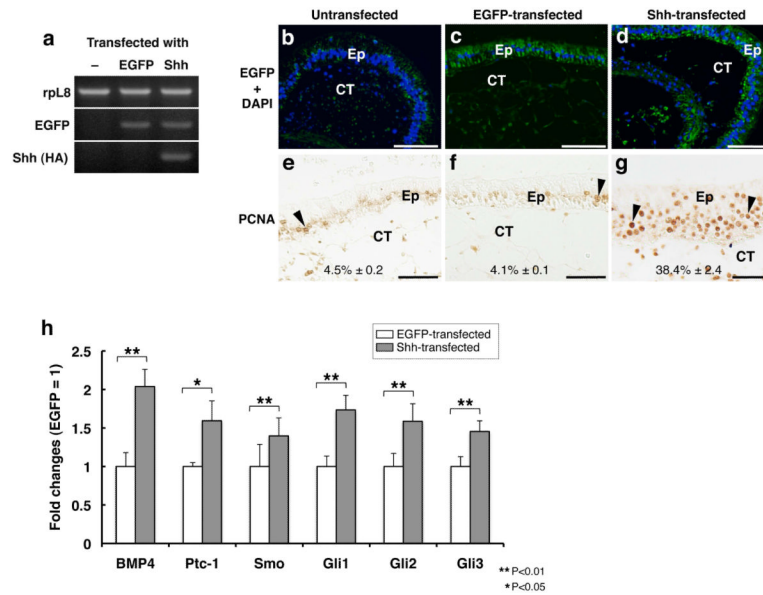 Untransfected EGFP-transfected Shh-transfected
a
Transfected with
– EGFP Shh
rpL8
EGFP
Shh (HA)
EGFP
+
DAPI
b Ep CT
c Ep CT
d Ep CT
PCNA
e Ep CT 4.5% ± 0.2
f Ep CT 4.1% ± 0.1
g Ep CT 38.4% ± 2.4
h
EGFP-transfected
Shh-transfected
Fold changes (EGFP = 1)
2.5
2
1.5
1
0.5
0
** * ** ** ** **
BMP4 Ptc-1 Smo Gli1 Gli2 Gli3
** P<0.01
* P<0.05